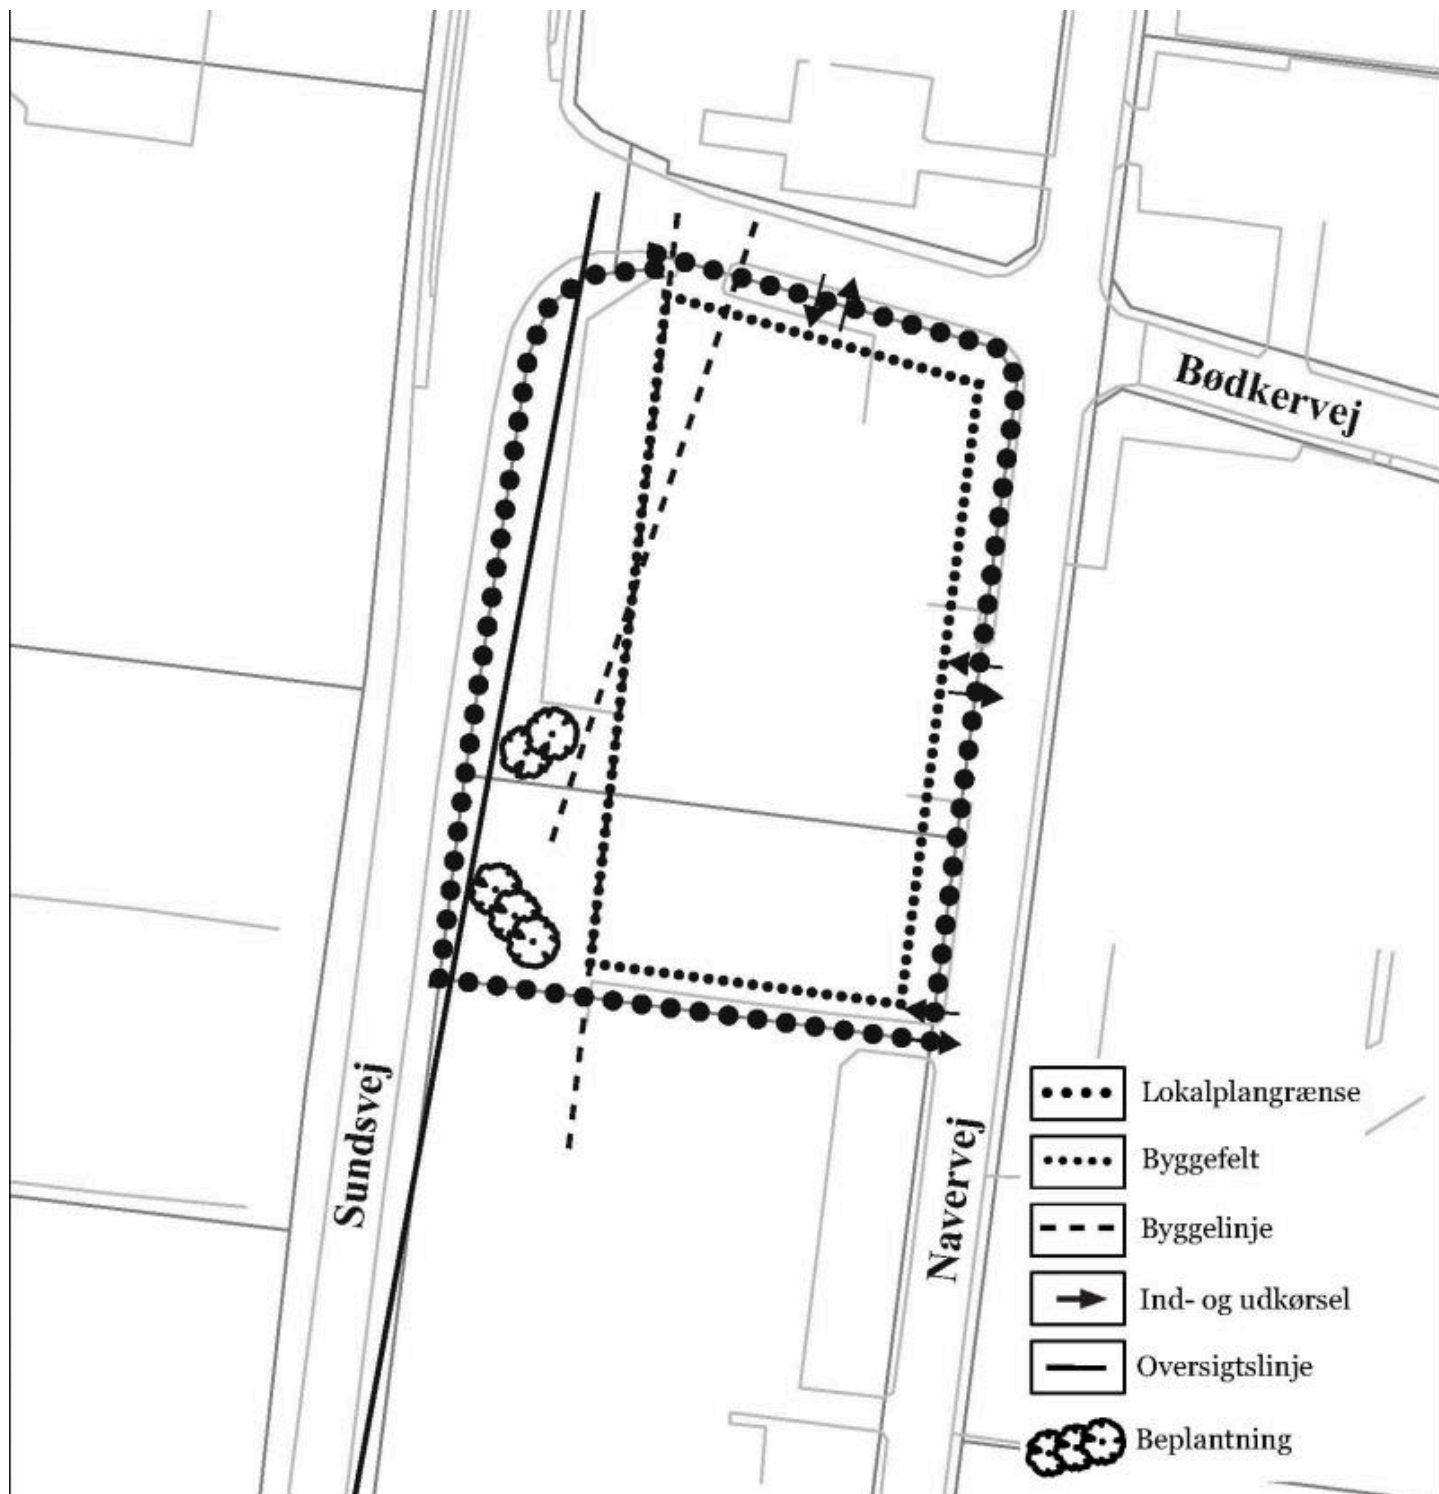 Bødkervej
Sundsvej
Navervej
Lokalplangrænse
Byggefelt
Byggelinje
Ind- og udkørsel
Oversigtslinje
Beplantning